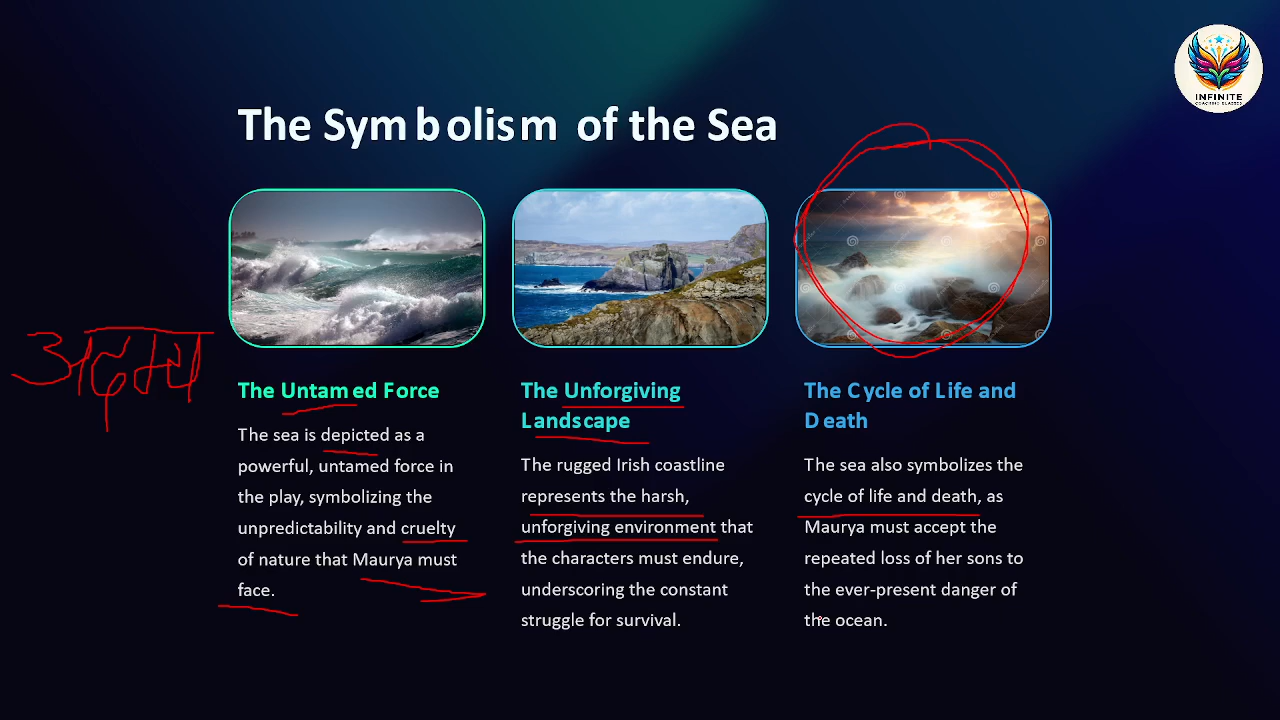 INFINITE
COACHING CLASSES
The Symbolism of the Sea
अदम्य
The Untamed Force
The sea is depicted as a
powerful, untamed force in
the play, symbolizing the
unpredictability and cruelty
of nature that Maurya must
face.
The Unforgiving
Landscape
The rugged Irish coastline
represents the harsh,
unforgiving environment that
the characters must endure,
underscoring the constant
struggle for survival.
The Cycle of Life and
Death
The sea also symbolizes the
cycle of life and death, as
Maurya must accept the
repeated loss of her sons to
the ever-present danger of
the ocean.